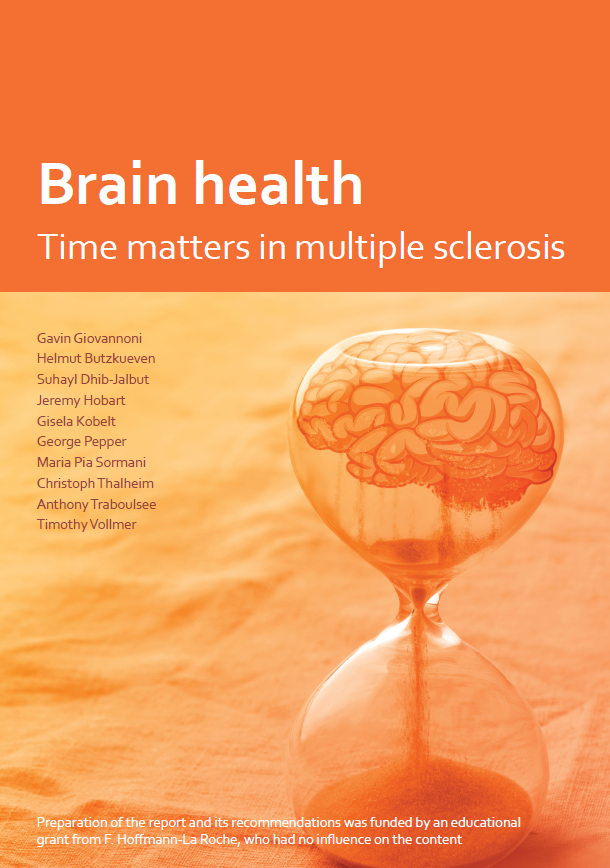 Brain health
Time matters in multiple sclerosis
Gavin Giovannoni
Helmut Butzkueven
Suhayl Dhib-Jalbut
Jeremy Hobart
Gisela Kobelt
George Pepper
Maria Pia Sormani
Christoph Thalheim
Anthony Traboulsee
Timothy Vollmer
Preparation of the report and its recommendations was funded by an educational
grant from F. Hoffmann-La Roche, who had no influence on the content